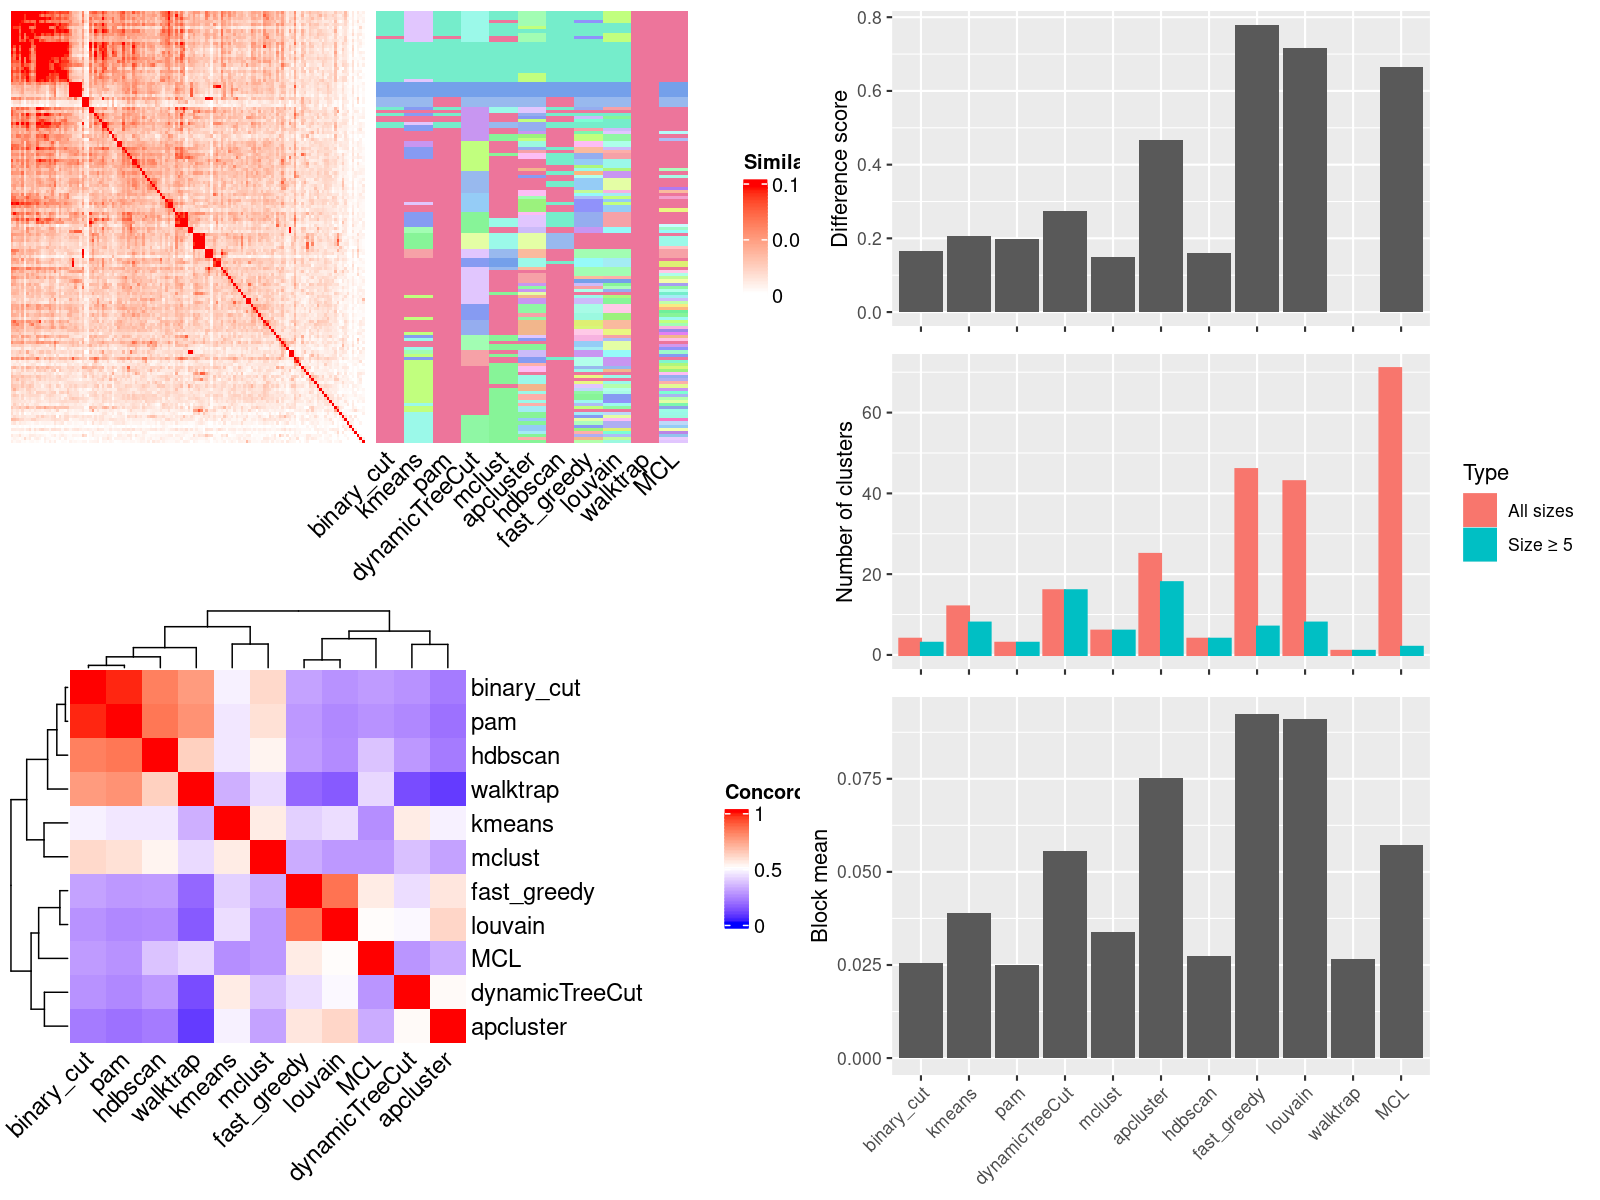 Simila
0.1
0.0
0
binary_cut
kmeans
pam
dynamicTreeCut
mclust
apcluster
hdbscan
fast_greedy
louvain
walktrap
MCL
binary_cut
pam
hdbscan
walktrap
kmeans
mclust
fast_greedy
louvain
MCL
dynamicTreeCut
apcluster
binary_cut
pam
hdbscan
walktrap
kmeans
mclust
fast_greedy
louvain
MCL
dynamicTreeCut
apcluster
Concord
1
0.5
0
Difference score
0.8
0.6
0.4
0.2
0.0
Number of clusters
60
40
20
0
Type
All sizes
Size ≥ 5
Block mean
0.075
0.050
0.025
0.000
binary_cut
kmeans
pam
dynamicTreeCut
mclust
apcluster
hdbscan
fast_greedy
louvain
walktrap
MCL